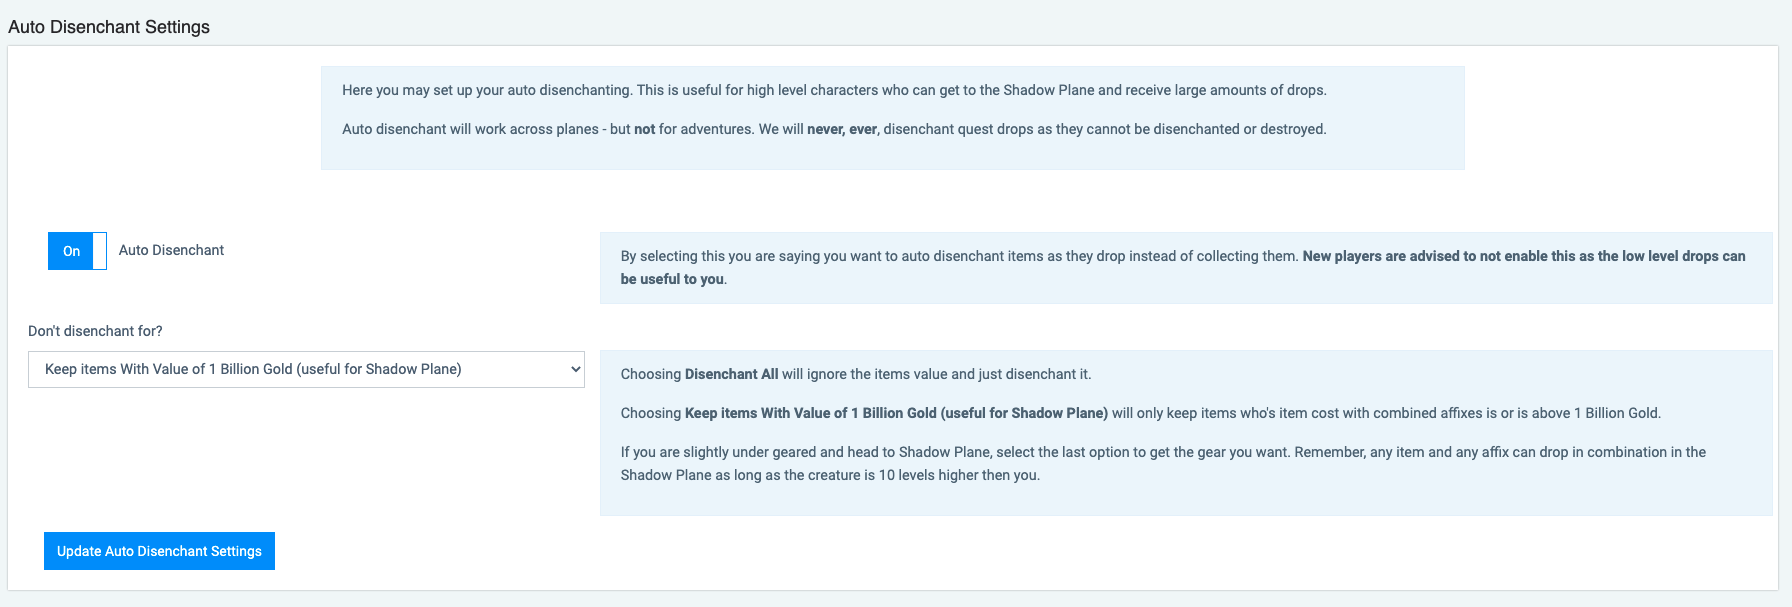 Auto Disenchant Settings
Here you may set up your auto disenchanting. This is useful for high level characters who can get to the Shadow Plane and receive large amounts of drops.
Auto disenchant will work across planes - but not for adventures. We will never, ever, disenchant quest drops as they cannot be disenchanted or destroyed.
On
Auto Disenchant
By selecting this you are saying you want to auto disenchant items as they drop instead of collecting them. New players are advised to not enable this as the low level drops can
be useful to you.
Don't disenchant for?
Keep items With Value of 1 Billion Gold (useful for Shadow Plane)
Choosing Disenchant All will ignore the items value and just disenchant it.
Choosing Keep items With Value of 1 Billion Gold (useful for Shadow Plane) will only keep items who's item cost with combined affixes is or is above 1 Billion Gold.
If you are slightly under geared and head to Shadow Plane, select the last option to get the gear you want. Remember, any item and any affix can drop in combination in the
Shadow Plane as long as the creature is 10 levels higher then you.
Update Auto Disenchant Settings